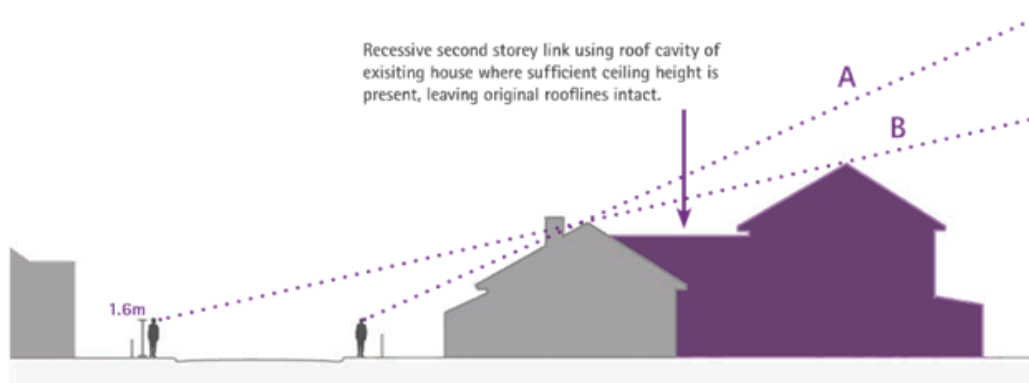 Recessive second storey link using roof cavity of
exisiting house where sufficient ceiling height is
present, leaving original rooflines intact.
A
B
1.6m